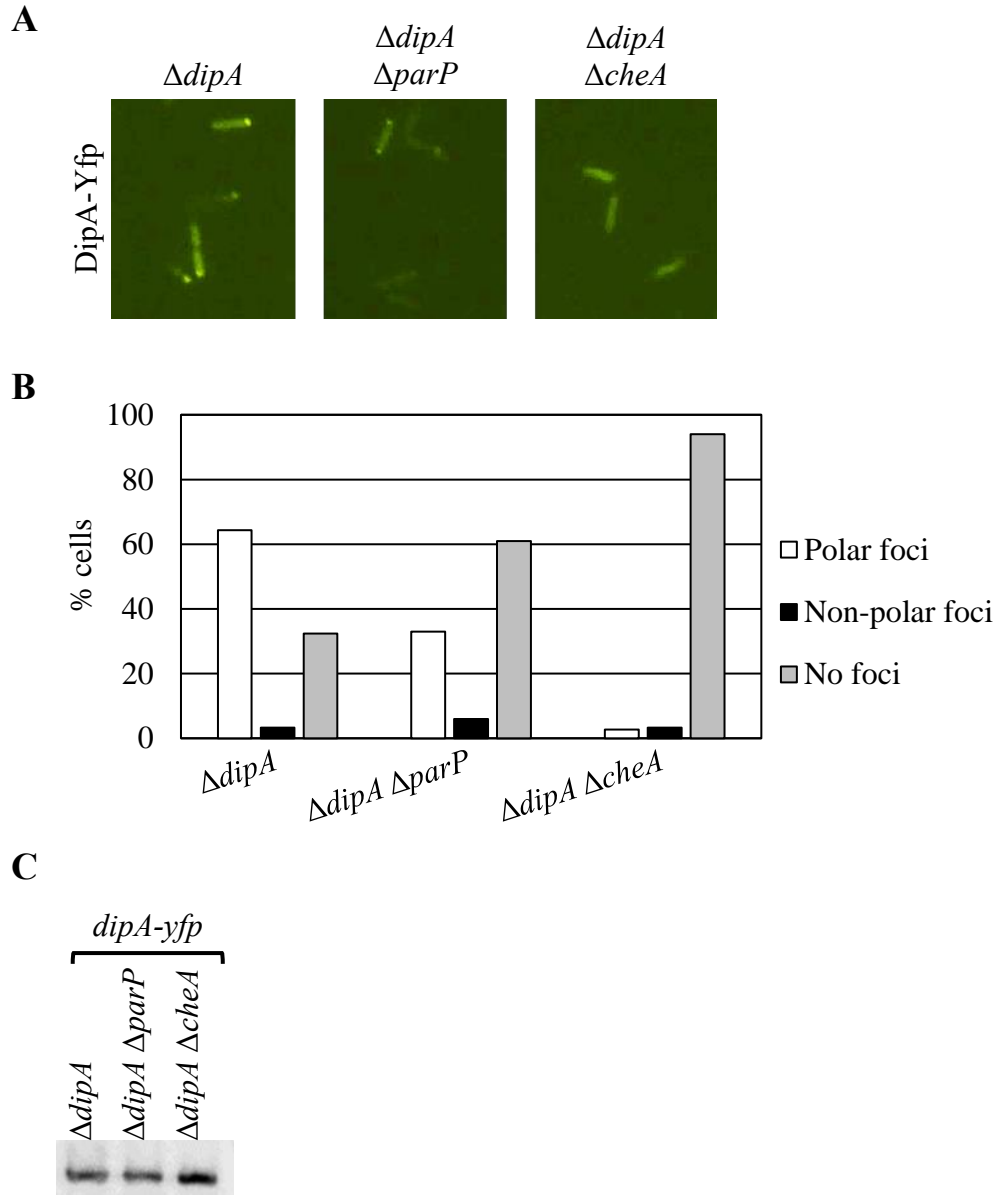 A
ΔdipA
ΔdipA
ΔparP
ΔdipA
ΔcheA
DipA-Yfp
B
100
80
60
40
20
0
% cells
ΔdipA
ΔdipA ΔparP
ΔdipA ΔcheA
Polar foci
Non-polar foci
No foci
C
dipA-yfp
ΔdipA
ΔdipA ΔparP
ΔdipA ΔcheA